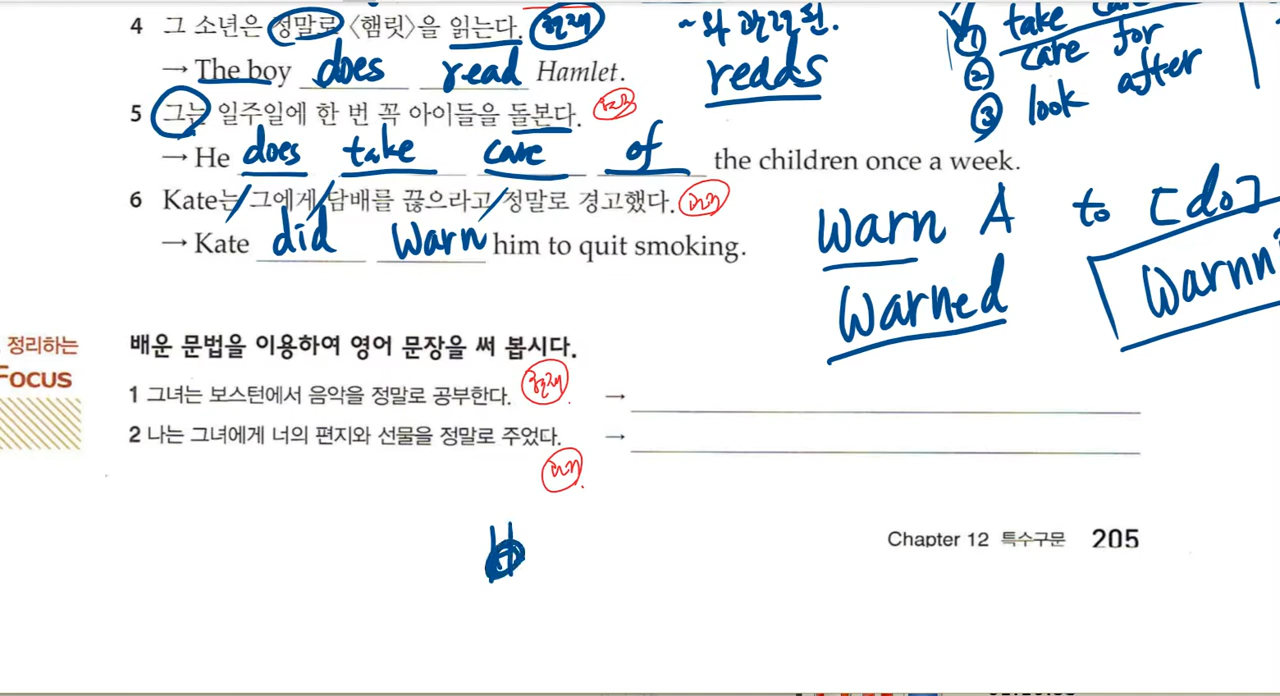 4 그 소년은 정말로 〈햄릿〉을 읽는다. 현재
~와 관련된.
① take care
→ The boy does read Hamlet.
reads
② care for
③ look after
5 그는 일주일에 한 번 꼭 아이들을 돌본다.
→ He does take care of the children once a week.
6 Kate는/그에게/담배를 끊으라고/정말로 경고했다. 과거
warn A to [do]
→ Kate did warn him to quit smoking.
warned
정리하는
FOCUS
배운 문법을 이용하여 영어 문장을 써 봅시다.
1 그녀는 보스턴에서 음악을 정말로 공부한다. 현재 →
2 나는 그녀에게 너의 편지와 선물을 정말로 주었다. →
과거
Chapter 12 특수구문 205